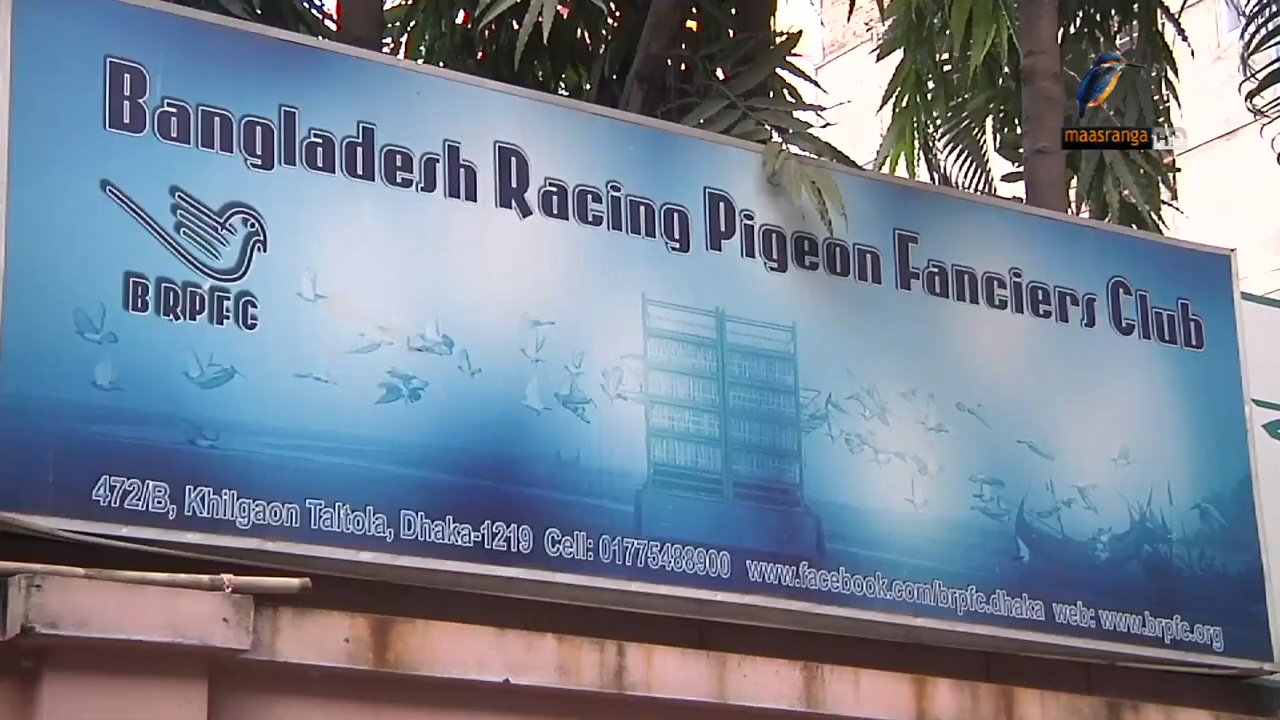 maasranga HD
Bangladesh Racing Pigeon Fanciers Club
BRPFC
472/B, Khilgaon Taltola, Dhaka-1219 Cell: 01775488900 www.facebook.com/brpfc.dhaka web: www.brpfc.org